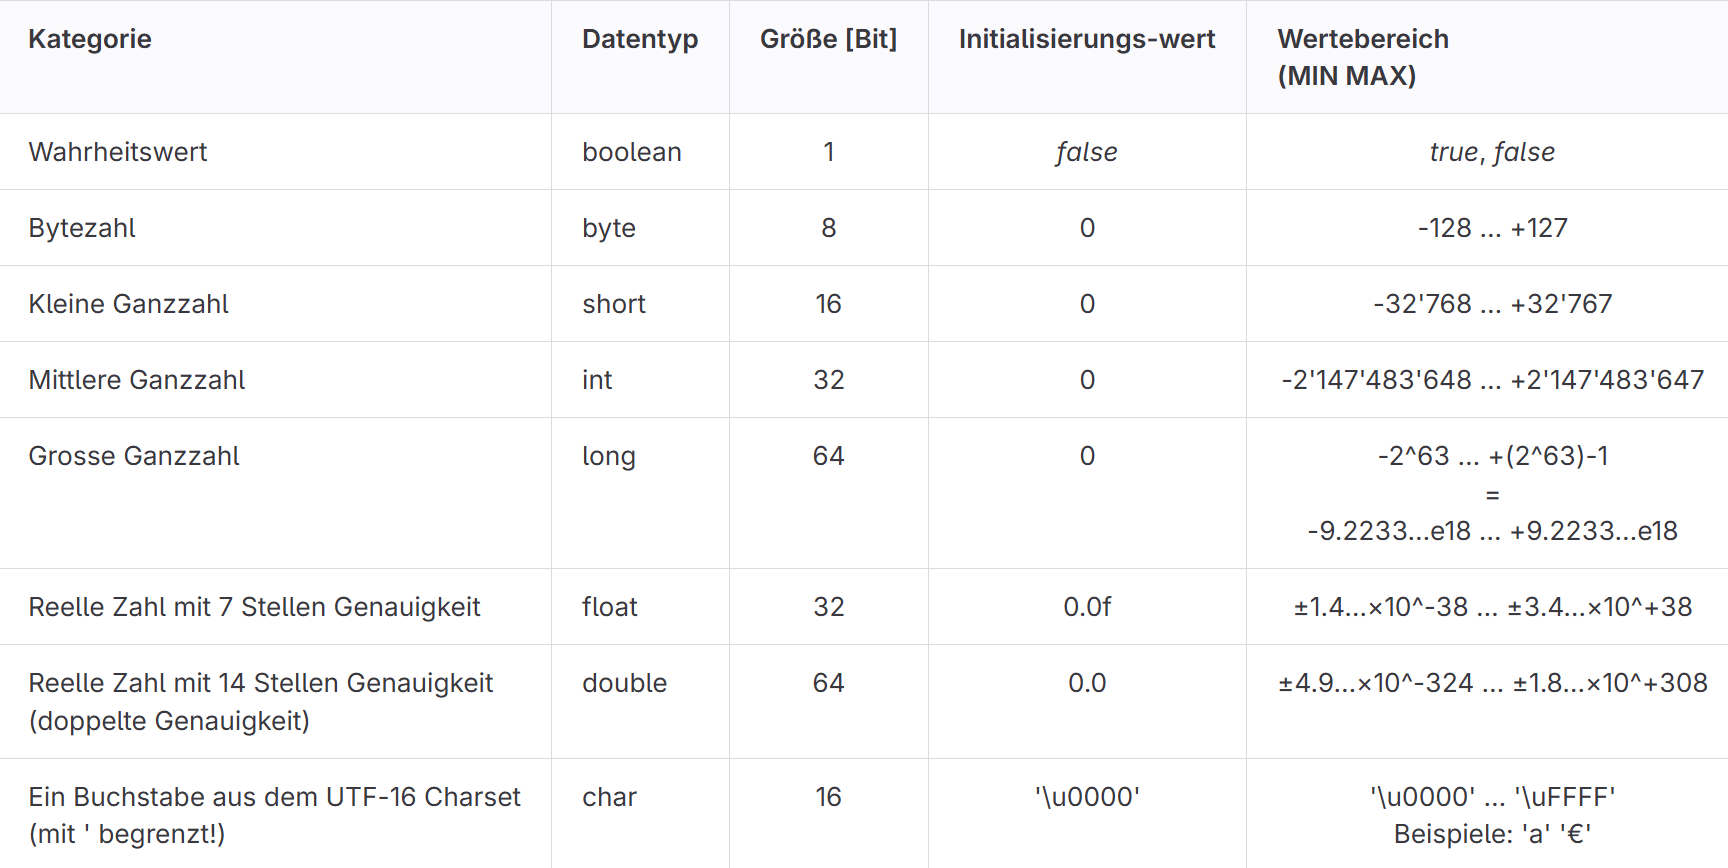 Kategorie Datentyp Größe [Bit] Initialisierungs-wert Wertebereich
(MIN MAX)
Wahrheitswert boolean 1 false true, false
Bytezahl byte 8 0 -128 ... +127
Kleine Ganzzahl short 16 0 -32'768 ... +32'767
Mittlere Ganzzahl int 32 0 -2'147'483'648 ... +2'147'483'647
Grosse Ganzzahl long 64 0 -2^63 ... +(2^63)-1
=
-9.2233...e18 ... +9.2233...e18
Reelle Zahl mit 7 Stellen Genauigkeit float 32 0.0f ±1.4...×10^-38 ... ±3.4...×10^+38
Reelle Zahl mit 14 Stellen Genauigkeit double 64 0.0 ±4.9...×10^-324 ... ±1.8...×10^+308
(doppelte Genauigkeit)
Ein Buchstabe aus dem UTF-16 Charset char 16 '\u0000' '\u0000' ... '\uFFFF'
(mit ' begrenzt!) Beispiele: 'a' '€'